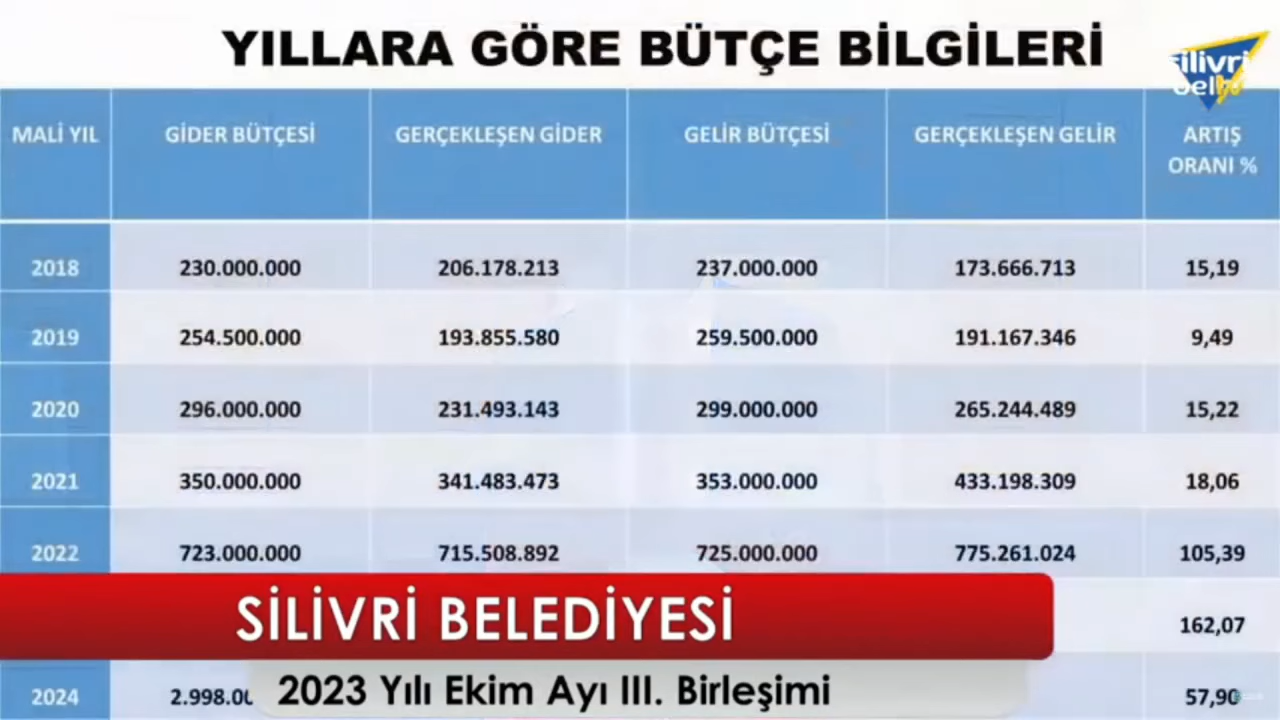 YILLARA GÖRE BÜTÇE BİLGİLERİ
silivri
MALİ YIL GİDER BÜTÇESİ GERÇEKLEŞEN GİDER GELİR BÜTÇESİ GERÇEKLEŞEN GELİR ARTIŞ
ORANI %
2018 230.000.000 206.178.213 237.000.000 173.666.713 15,19
2019 254.500.000 193.855.580 259.500.000 191.167.346 9,49
2020 296.000.000 231.493.143 299.000.000 265.244.489 15,22
2021 350.000.000 341.483.473 353.000.000 433.198.309 18,06
2022 723.000.000 715.508.892 725.000.000 775.261.024 105,39
SİLİVRİ BELEDİYESİ 162,07
2024 2.998.00 2023 Yılı Ekim Ayı III. Birleşimi 57,90